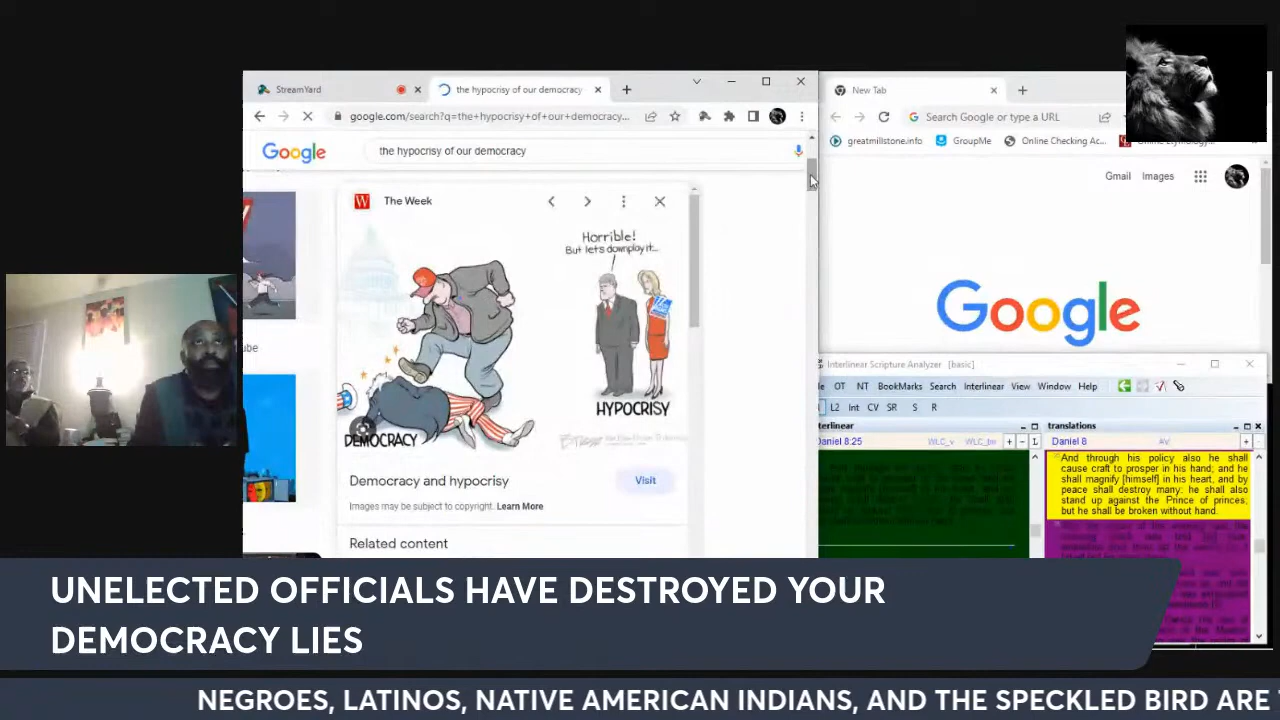 StreamYard
the hypocrisy of our democracy
google.com/search?q=the+hypocrisy+of+our+democracy...
Google
the hypocrisy of our democracy
W The Week
Horrible!
But let's downplay it...
DEMOCRACY
HYPOCRISY
Democracy and hypocrisy
Visit
Images may be subject to copyright. Learn More
Related content
New Tab
Search Google or type a URL
greatmillstone.info
GroupMe
Online Checking Ac...
Gmail Images
Google
Interlinear Scripture Analyzer [basic]
OT NT BookMarks Search Interlinear View Window Help
L2 Int CV SR S R
translations
Daniel 8:25 WLC_v
Daniel 8 AV
And through his policy also he shall
cause craft to prosper in his hand; and he
shall magnify [himself] in his heart, and by
peace shall destroy many: he shall also
stand up against the Prince of princes;
but he shall be broken without hand.
UNELECTED OFFICIALS HAVE DESTROYED YOUR
DEMOCRACY LIES
NEGROES, LATINOS, NATIVE AMERICAN INDIANS, AND THE SPECKLED BIRD ARE